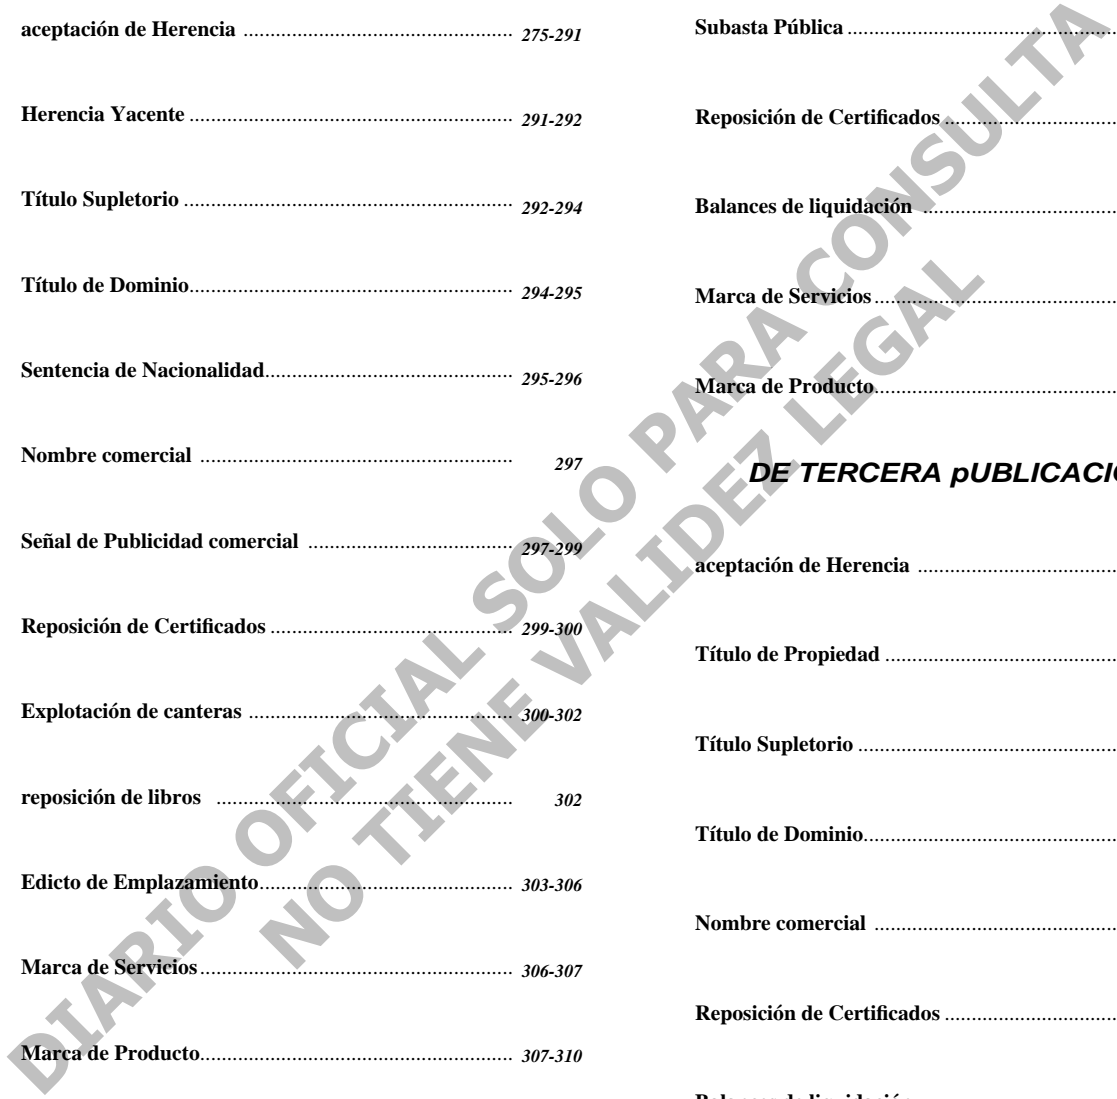 aceptación de Herencia ........................ 275-291
Herencia Yacente ........................ 291-292
Título Supletorio ........................ 292-294
Título de Dominio ........................ 294-295
Sentencia de Nacionalidad ........................ 295-296
Nombre comercial ........................ 297
Señal de Publicidad comercial ........................ 297-299
Reposición de Certificados ........................ 299-300
Explotación de canteras ........................ 300-302
reposición de libros ........................ 302
Edicto de Emplazamiento ........................ 303-306
Marca de Servicios ........................ 306-307
Marca de Producto ........................ 307-310
Subasta Pública ........................
Reposición de Certificados ........................
Balances de liquidación ........................
Marca de Servicios ........................
Marca de Producto ........................
DE TERCERA pUBLICACI
aceptación de Herencia ........................
Título de Propiedad ........................
Título Supletorio ........................
Título de Dominio ........................
Nombre comercial ........................
Reposición de Certificados ........................
DIARIO OFICIAL SOLO PARA CONSULTA
NO TIENE VALIDEZ LEGAL